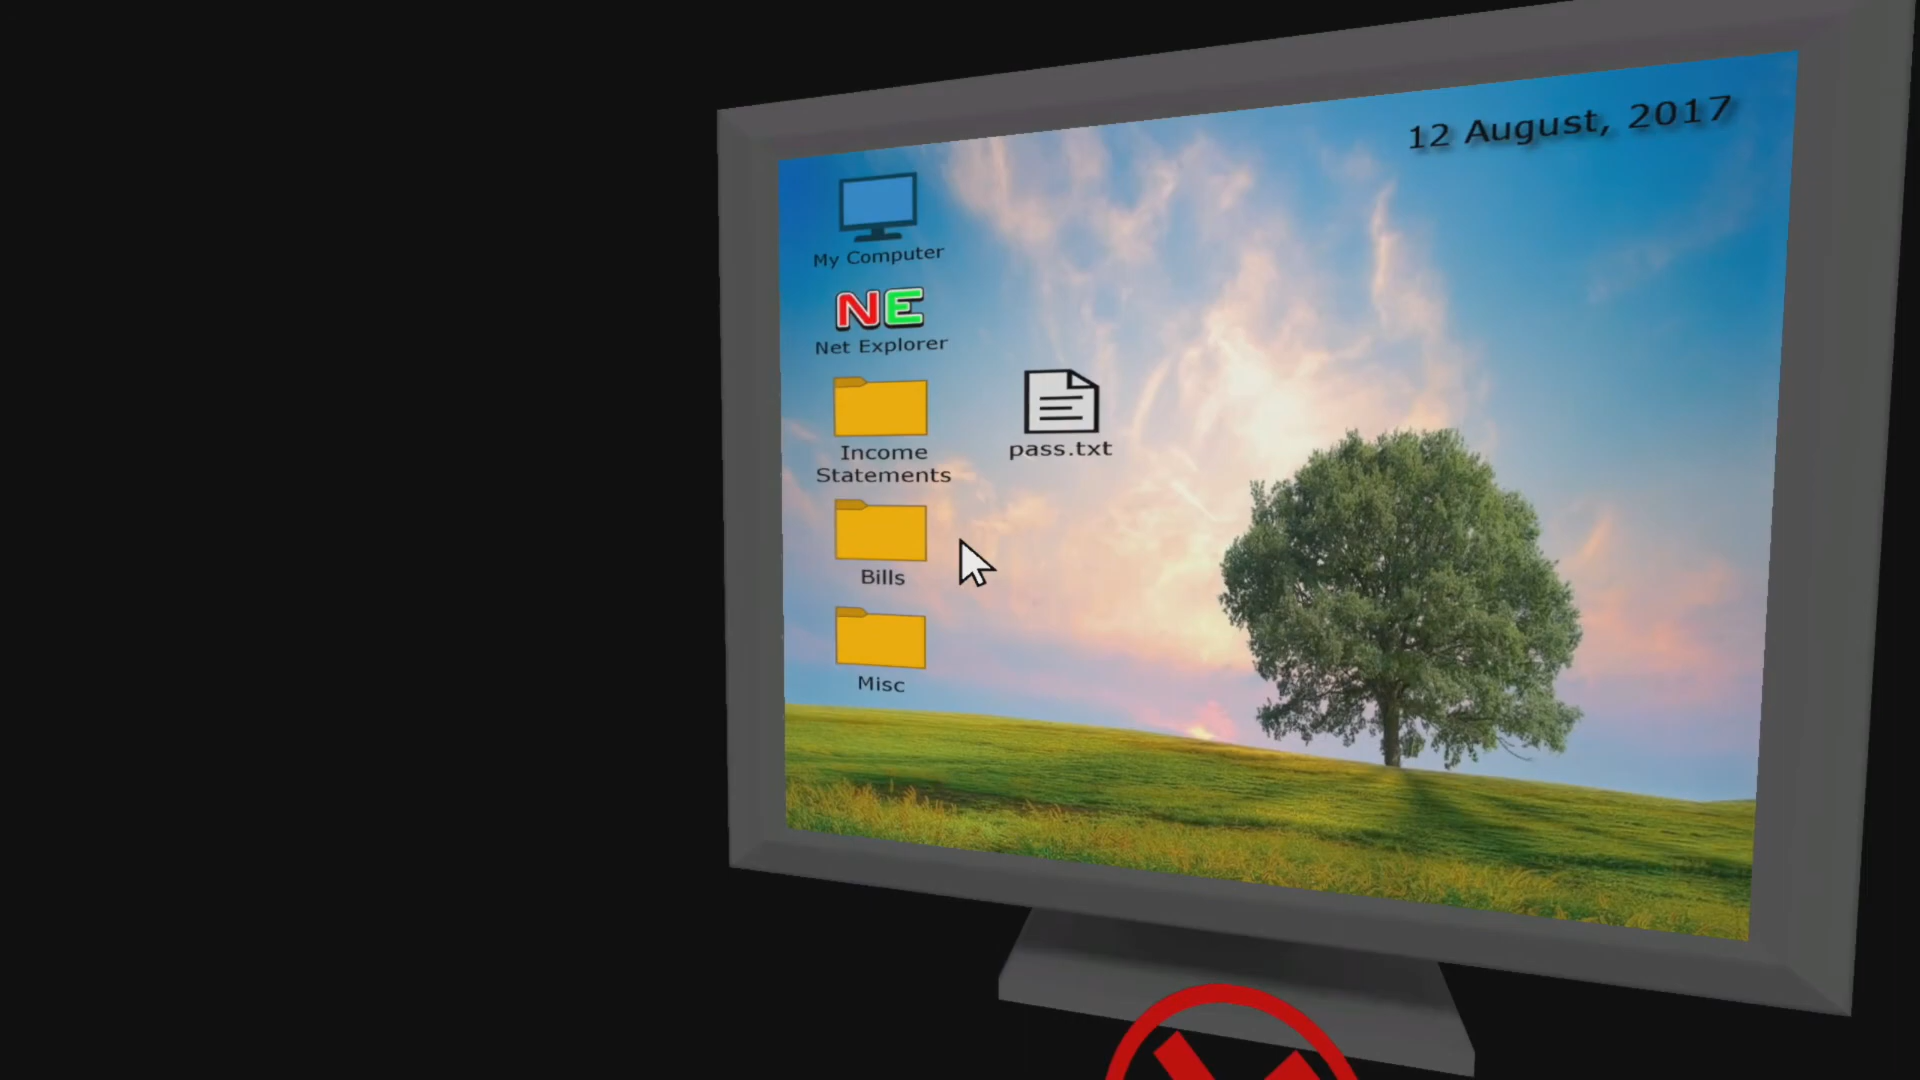 12 August, 2017
My Computer
NE
Net Explorer
Income
Statements
pass.txt
Bills
Misc